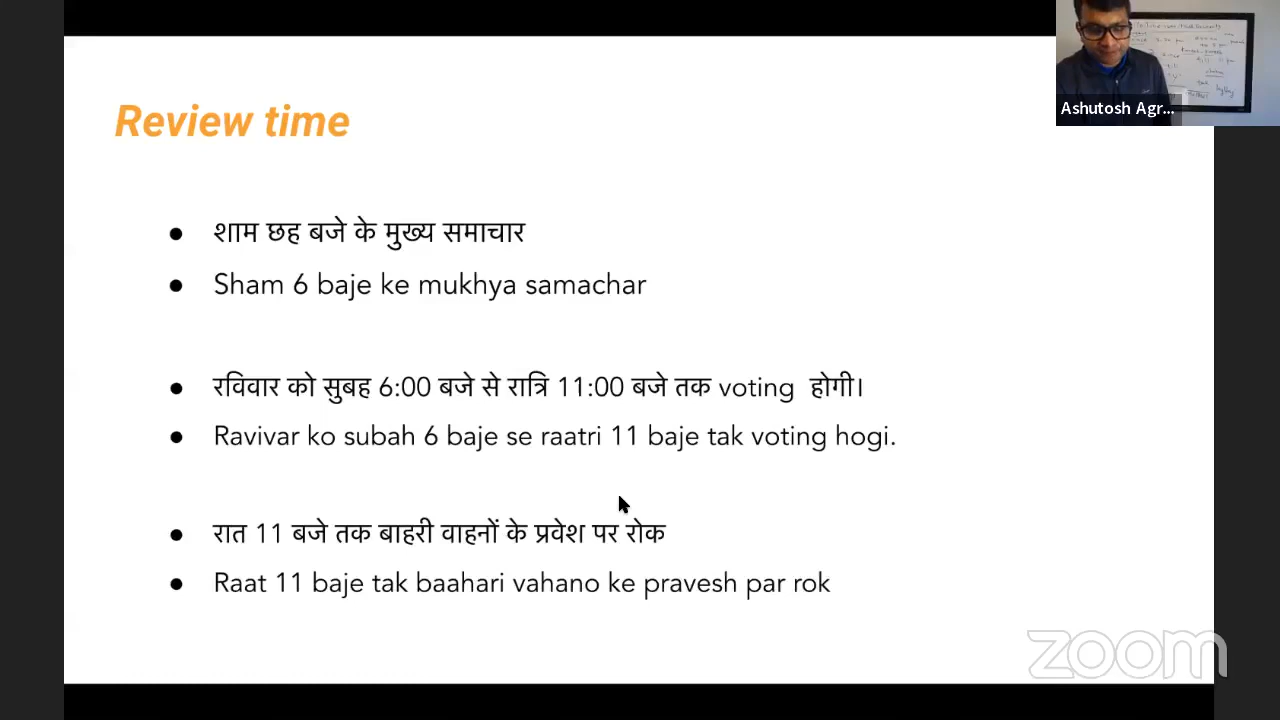 Ashutosh Agr...
Review time
● शाम छह बजे के मुख्य समाचार
● Sham 6 baje ke mukhya samachar
● रविवार को सुबह 6:00 बजे से रात्रि 11:00 बजे तक voting होगी।
● Ravivar ko subah 6 baje se raatri 11 baje tak voting hogi.
● रात 11 बजे तक बाहरी वाहनों के प्रवेश पर रोक
● Raat 11 baje tak baahari vahano ke pravesh par rok
zoom